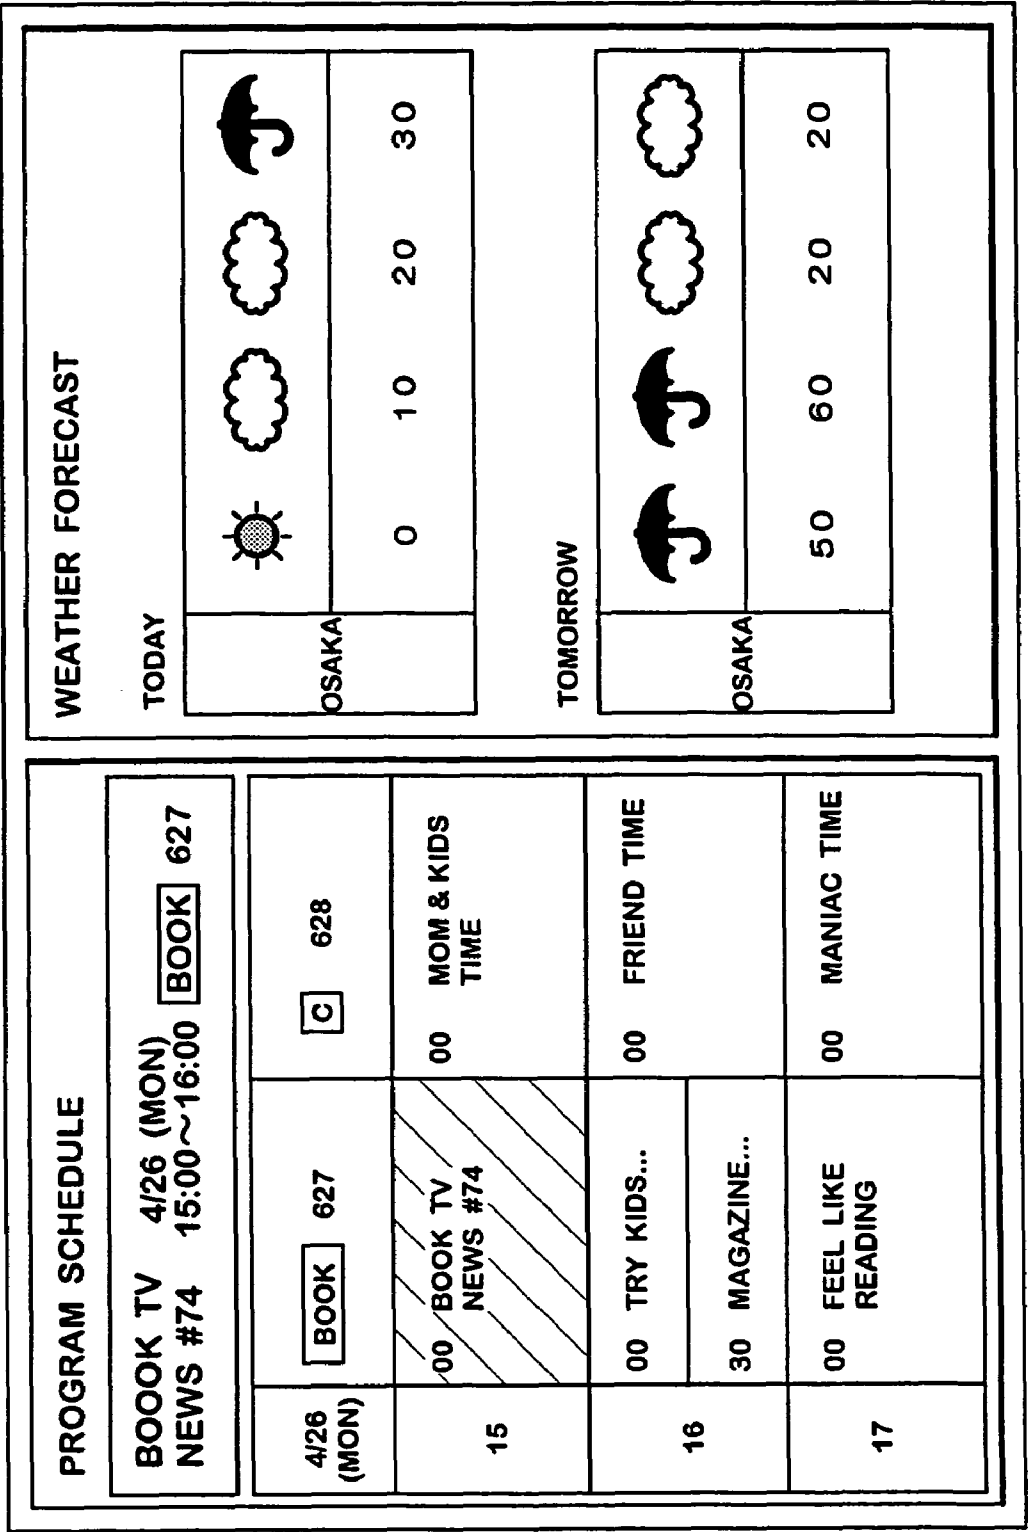 PROGRAM SCHEDULE
BOOOK TV 4/26 (MON)
NEWS #74 15:00～16:00 BOOK 627
4/26
(MON)
BOOK 627
C 628
15
00 BOOK TV
NEWS #74
00 MOM & KIDS
TIME
16
00 TRY KIDS...
30 MAGAZINE...
00 FRIEND TIME
17
00 FEEL LIKE
READING
00 MANIAC TIME
WEATHER FORECAST
TODAY
OSAKA
0 10 20 30
TOMORROW
OSAKA
50 60 20 20